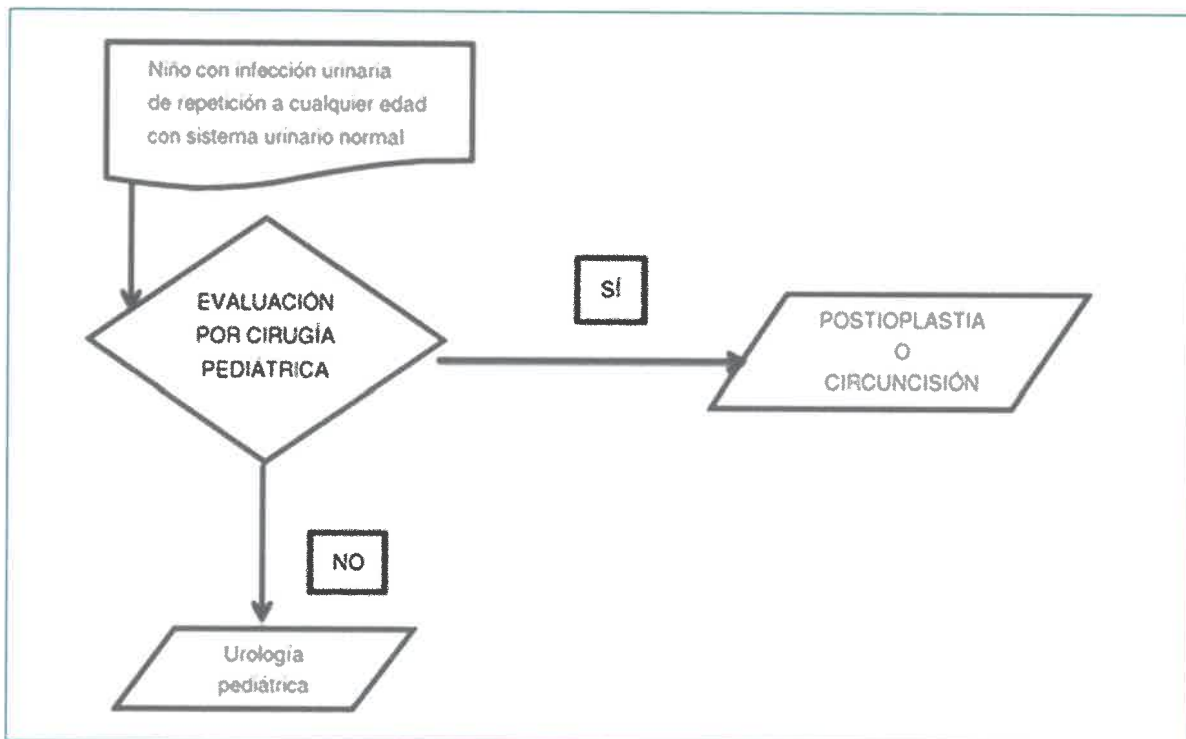 Niño con infección urinaria
de repetición a cualquier edad
con sistema urinario normal
EVALUACIÓN
POR CIRUGÍA
PEDIÁTRICA
SÍ
POSTIOPLASTIA
O
CIRCUNCISIÓN
NO
Urología
pediátrica